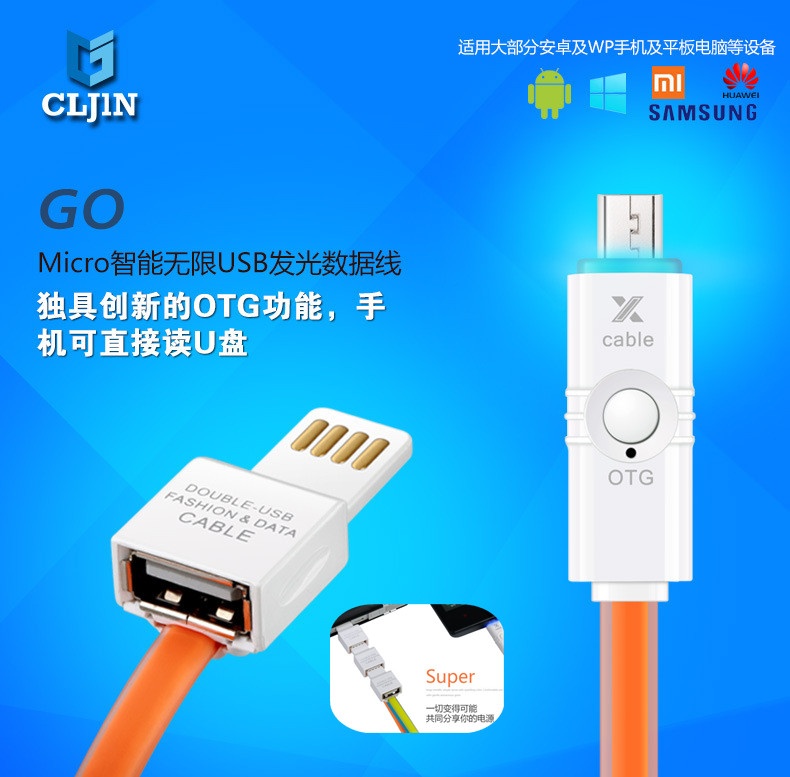 CLJIN
适用大部分安卓及WP手机及平板电脑等设备
mi
HUAWEI
SAMSUNG
GO
Micro智能无限USB发光数据线
独具创新的OTG功能，手
机可直接读U盘
X
cable
OTG
DOUBLE-USB
FASHION & DATA
CABLE
Super
一切变得可能
共同分享你的电源